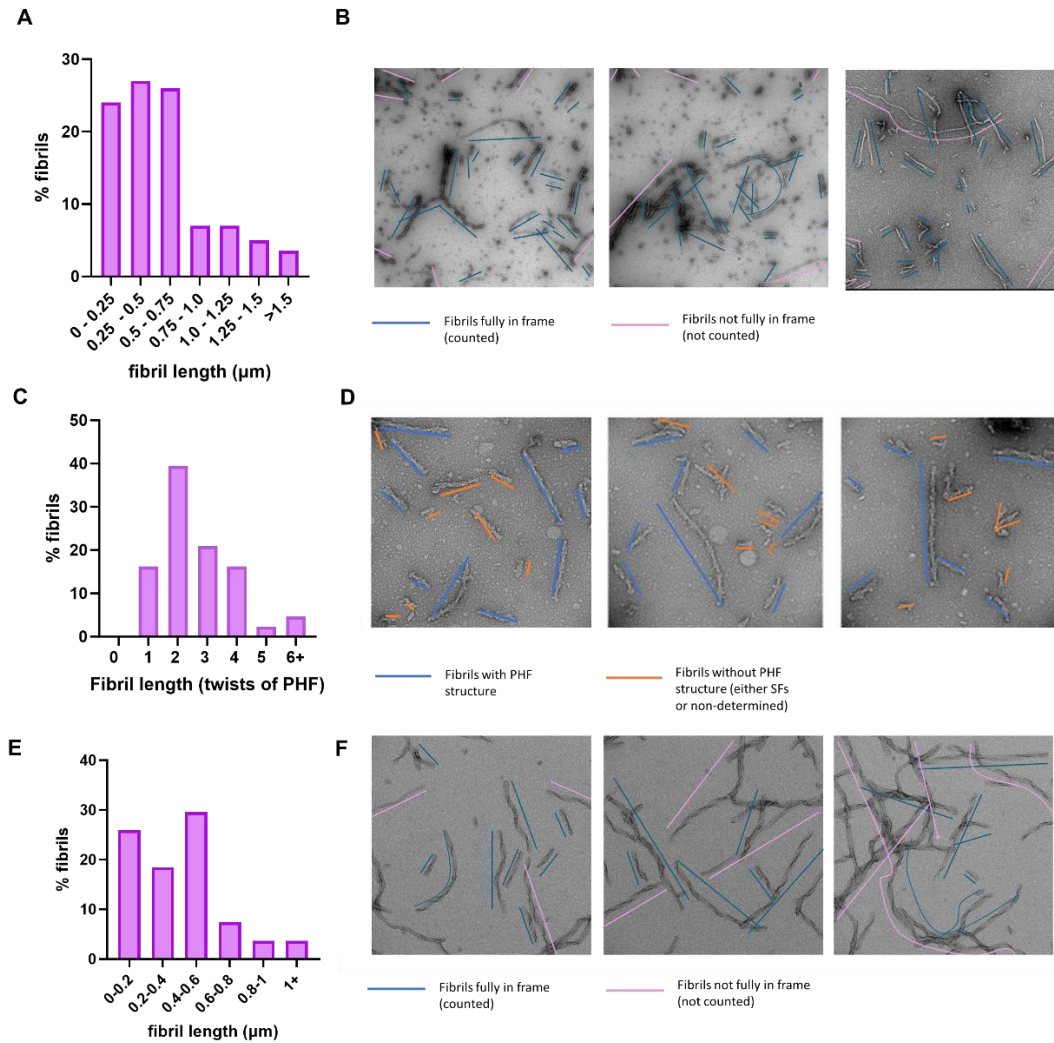 A
30
20
10
0
% fibrils
0 - 0.25
0.25 - 0.5
0.5 - 0.75
0.75 - 1.0
1.0 - 1.25
1.25 - 1.5
>1.5
fibril length (µm)
B
Fibrils fully in frame
(counted)
Fibrils not fully in frame
(not counted)
C
50
40
30
20
10
0
% fibrils
0 1 2 3 4 5 6+
Fibril length (twists of PHF)
D
Fibrils with PHF
structure
Fibrils without PHF
structure (either SFs
or non-determined)
E
40
30
20
10
0
% fibrils
0-0.2
0.2-0.4
0.4-0.6
0.6-0.8
0.8-1
1+
fibril length (µm)
F
Fibrils fully in frame
(counted)
Fibrils not fully in frame
(not counted)